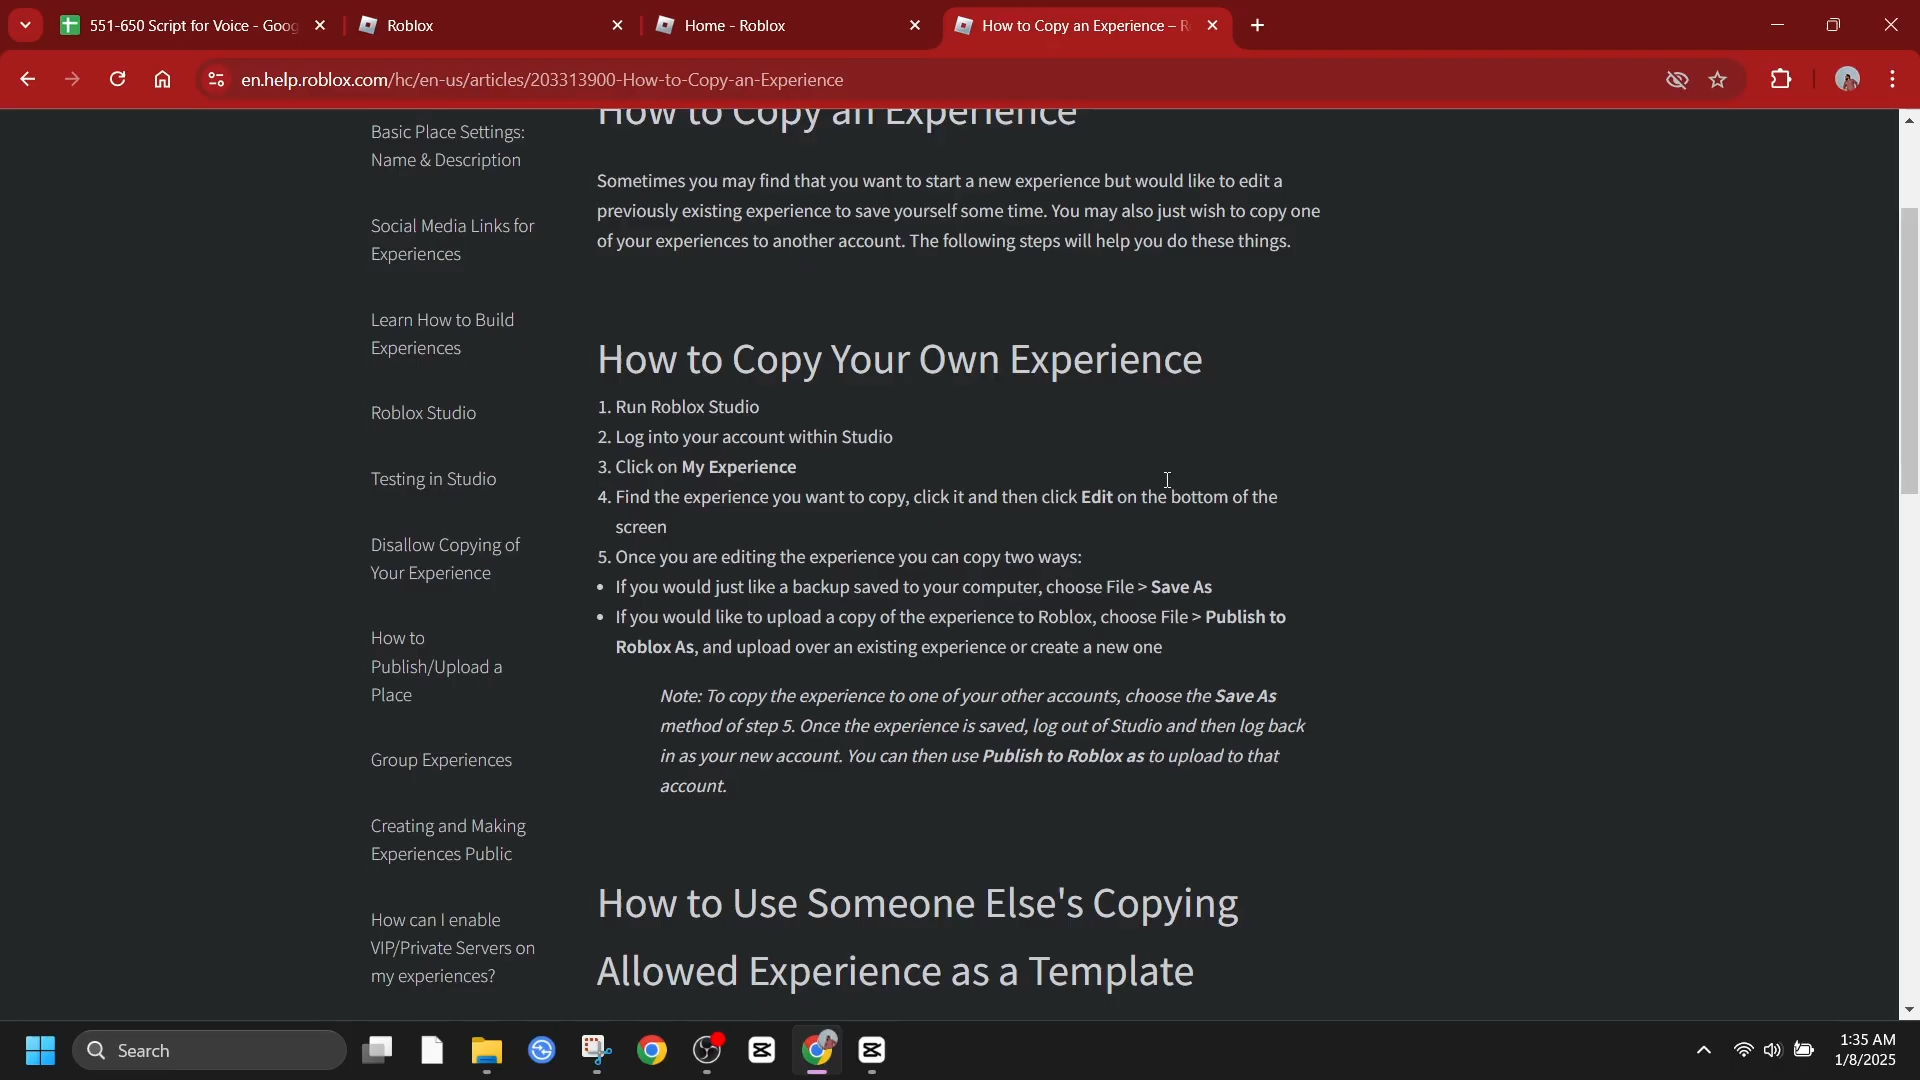 551-650 Script for Voice - Goog
Roblox
Home - Roblox
How to Copy an Experience – R
en.help.roblox.com/hc/en-us/articles/203313900-How-to-Copy-an-Experience
Basic Place Settings:
Name & Description
Social Media Links for
Experiences
Learn How to Build
Experiences
Roblox Studio
Testing in Studio
Disallow Copying of
Your Experience
How to
Publish/Upload a
Place
Group Experiences
Creating and Making
Experiences Public
How can I enable
VIP/Private Servers on
my experiences?
How to Copy an Experience
Sometimes you may find that you want to start a new experience but would like to edit a
previously existing experience to save yourself some time. You may also just wish to copy one
of your experiences to another account. The following steps will help you do these things.
How to Copy Your Own Experience
1. Run Roblox Studio
2. Log into your account within Studio
3. Click on My Experience
4. Find the experience you want to copy, click it and then click Edit on the bottom of the
screen
5. Once you are editing the experience you can copy two ways:
• If you would just like a backup saved to your computer, choose File > Save As
• If you would like to upload a copy of the experience to Roblox, choose File > Publish to
Roblox As, and upload over an existing experience or create a new one
Note: To copy the experience to one of your other accounts, choose the Save As
method of step 5. Once the experience is saved, log out of Studio and then log back
in as your new account. You can then use Publish to Roblox as to upload to that
account.
How to Use Someone Else's Copying
Allowed Experience as a Template
Search
1:35 AM
1/8/2025